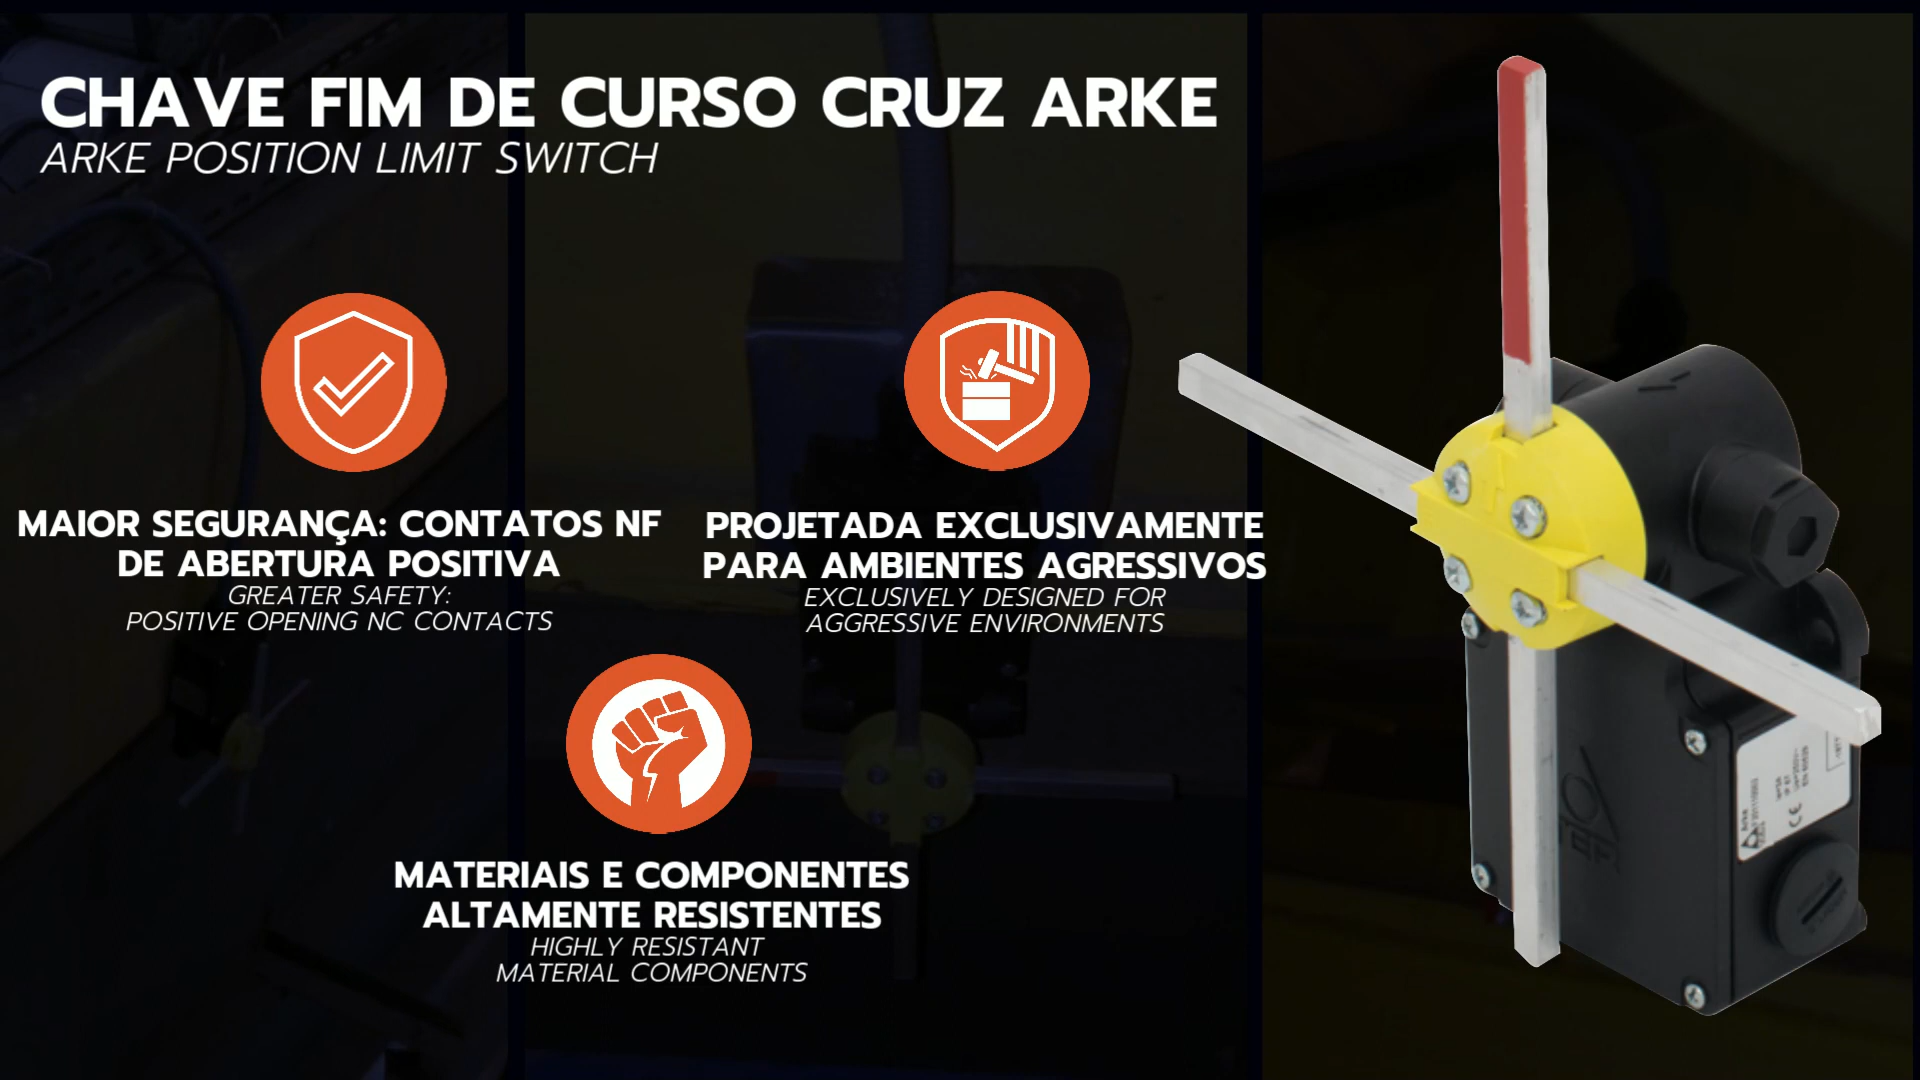 CHAVE FIM DE CURSO CRUZ ARKE
ARKE POSITION LIMIT SWITCH
MAIOR SEGURANÇA: CONTATOS NF
DE ABERTURA POSITIVA
GREATER SAFETY:
POSITIVE OPENING NC CONTACTS
PROJETADA EXCLUSIVAMENTE
PARA AMBIENTES AGRESSIVOS
EXCLUSIVELY DESIGNED FOR
AGGRESSIVE ENVIRONMENTS
MATERIAIS E COMPONENTES
ALTAMENTE RESISTENTES
HIGHLY RESISTANT
MATERIAL COMPONENTS
Arke
CE